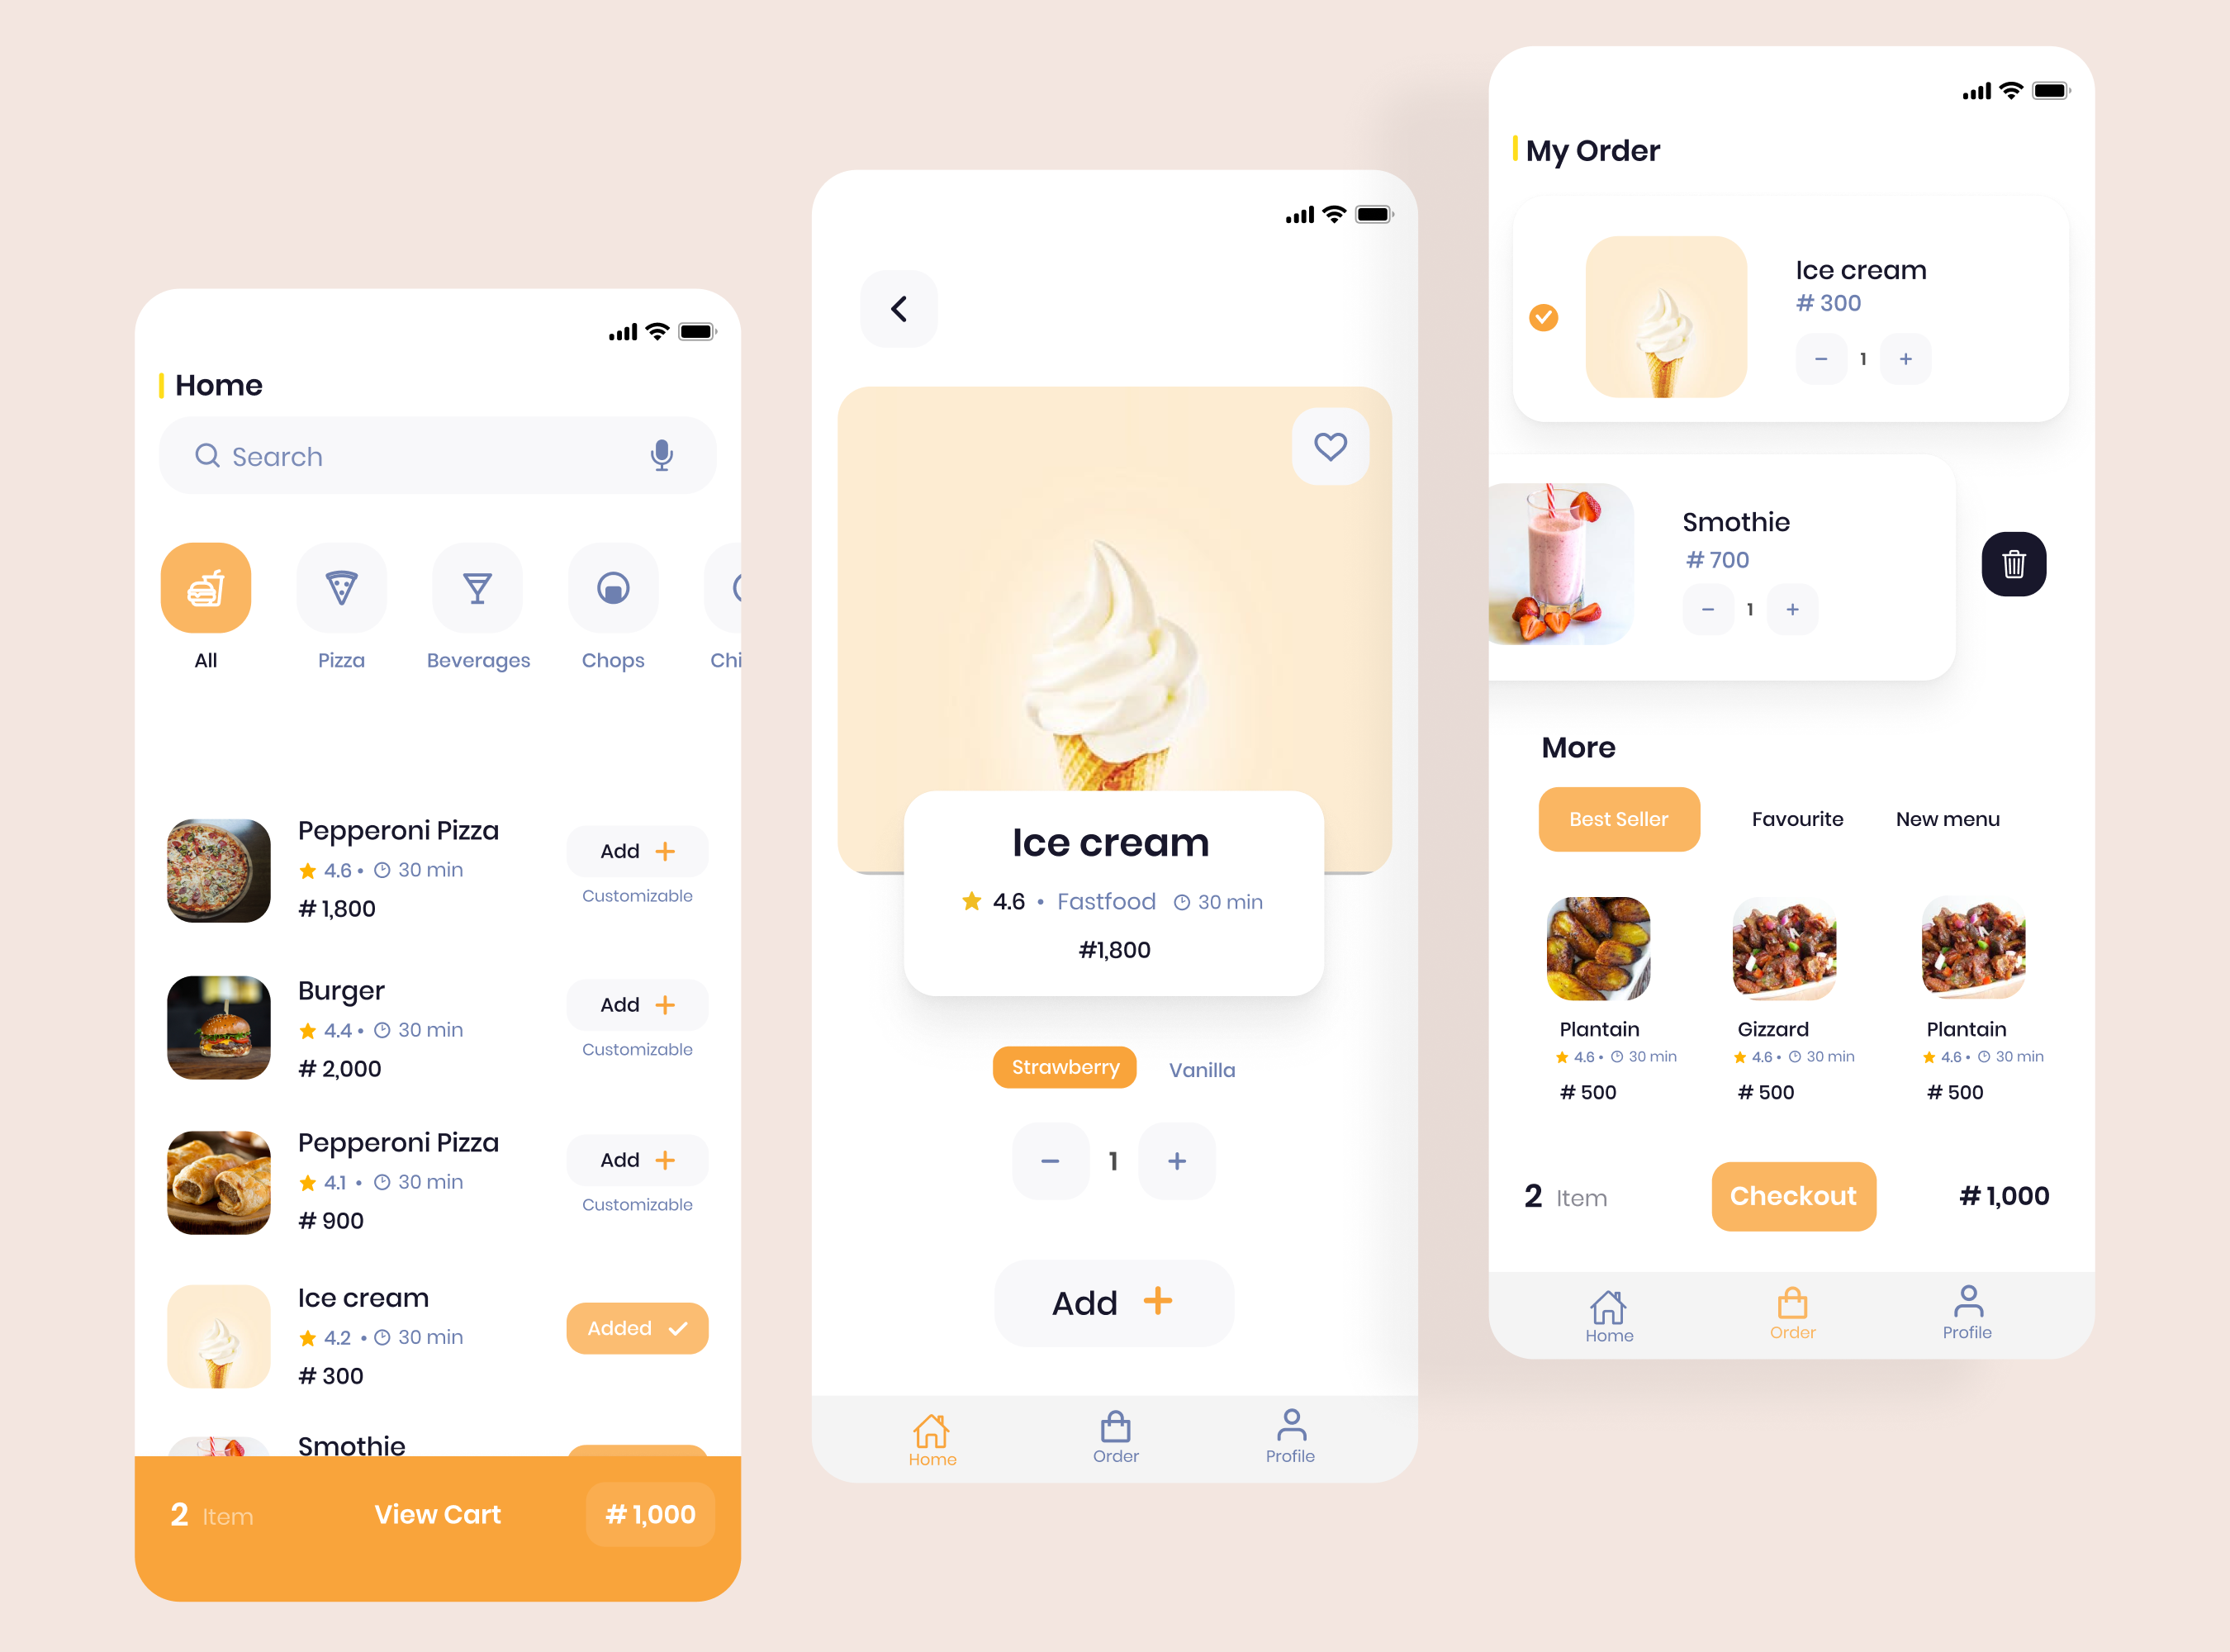 Home
Search
All
Pizza
Beverages
Chops
Chi
Pepperoni Pizza
4.6 • 30 min
# 1,800
Add +
Customizable
Burger
4.4 • 30 min
# 2,000
Add +
Customizable
Pepperoni Pizza
4.1 • 30 min
# 900
Add +
Customizable
Ice cream
4.2 • 30 min
# 300
Added
Smothie
2 Item
View Cart
# 1,000
Ice cream
4.6 • Fastfood 30 min
#1,800
Strawberry
Vanilla
− 1 +
Add +
Home
Order
Profile
My Order
Ice cream
# 300
− 1 +
Smothie
# 700
− 1 +
More
Best Seller
Favourite
New menu
Plantain
4.6 • 30 min
# 500
Gizzard
4.6 • 30 min
# 500
Plantain
4.6 • 30 min
# 500
2 Item
Checkout
# 1,000
Home
Order
Profile